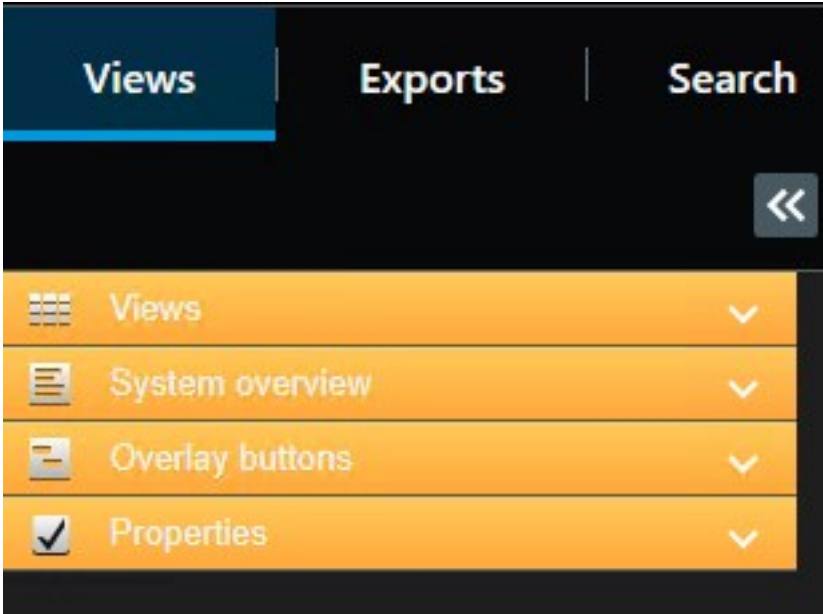 Views Exports Search
Views
System overview
Overlay buttons
Properties